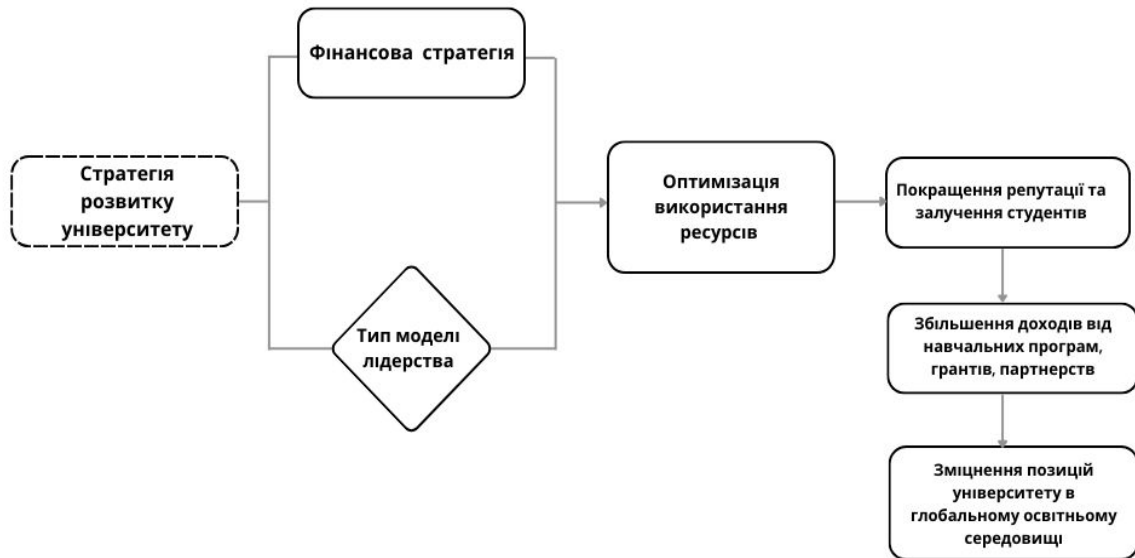 Фінансова стратегія
Стратегія
розвитку
університету
Тип моделі
лідерства
Оптимізація
використання
ресурсів
Покращення репутації та
залучення студентів
Збільшення доходів від
навчальних програм,
грантів, партнерств
Зміцнення позицій
університету в
глобальному освітньому
середовищі